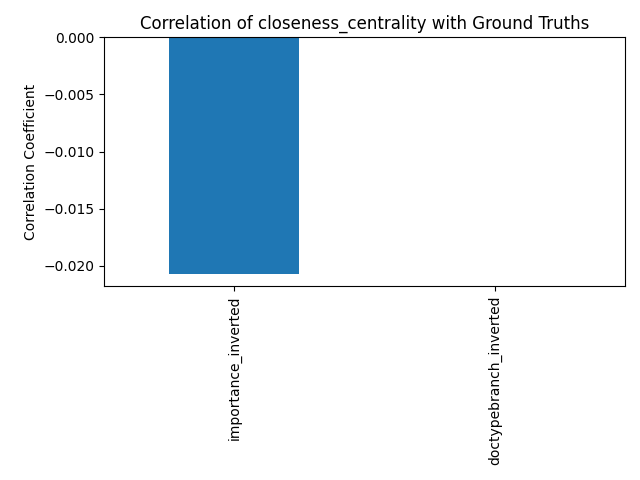 Correlation of closeness_centrality with Ground Truths
0.000
−0.005
−0.010
−0.015
−0.020
Correlation Coefficient
importance_inverted
doctypebranch_inverted